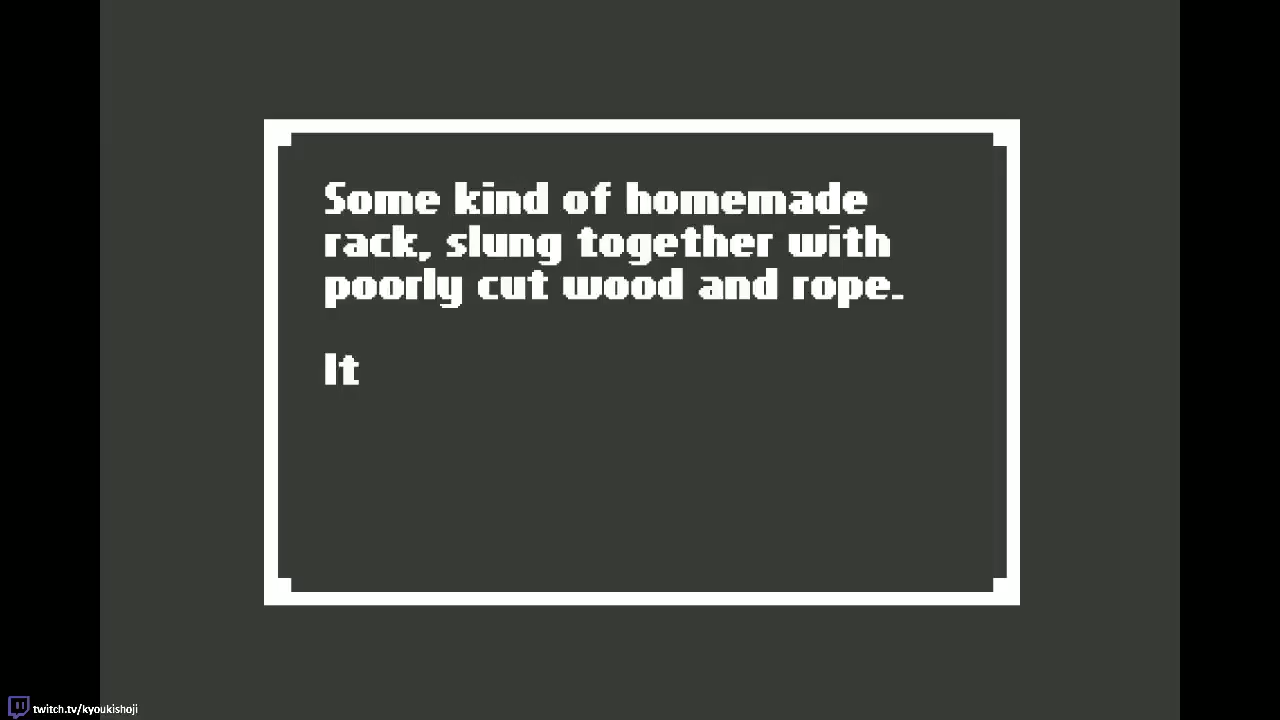 Some kind of homemade
rack, slung together with
poorly cut wood and rope.
It
twitch.tv/kyoukishoji